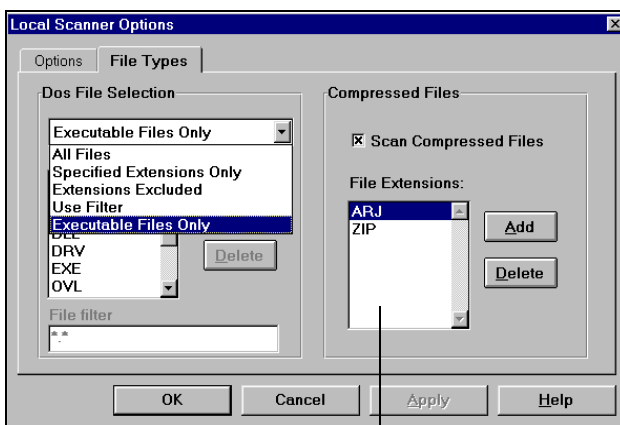 Local Scanner Options
Options
File Types
Dos File Selection
Executable Files Only
All Files
Specified Extensions Only
Extensions Excluded
Use Filter
Executable Files Only
DRV
EXE
OVL
Delete
File filter
*.*
Compressed Files
Scan Compressed Files
File Extensions:
ARJ
ZIP
Add
Delete
OK
Cancel
Apply
Help